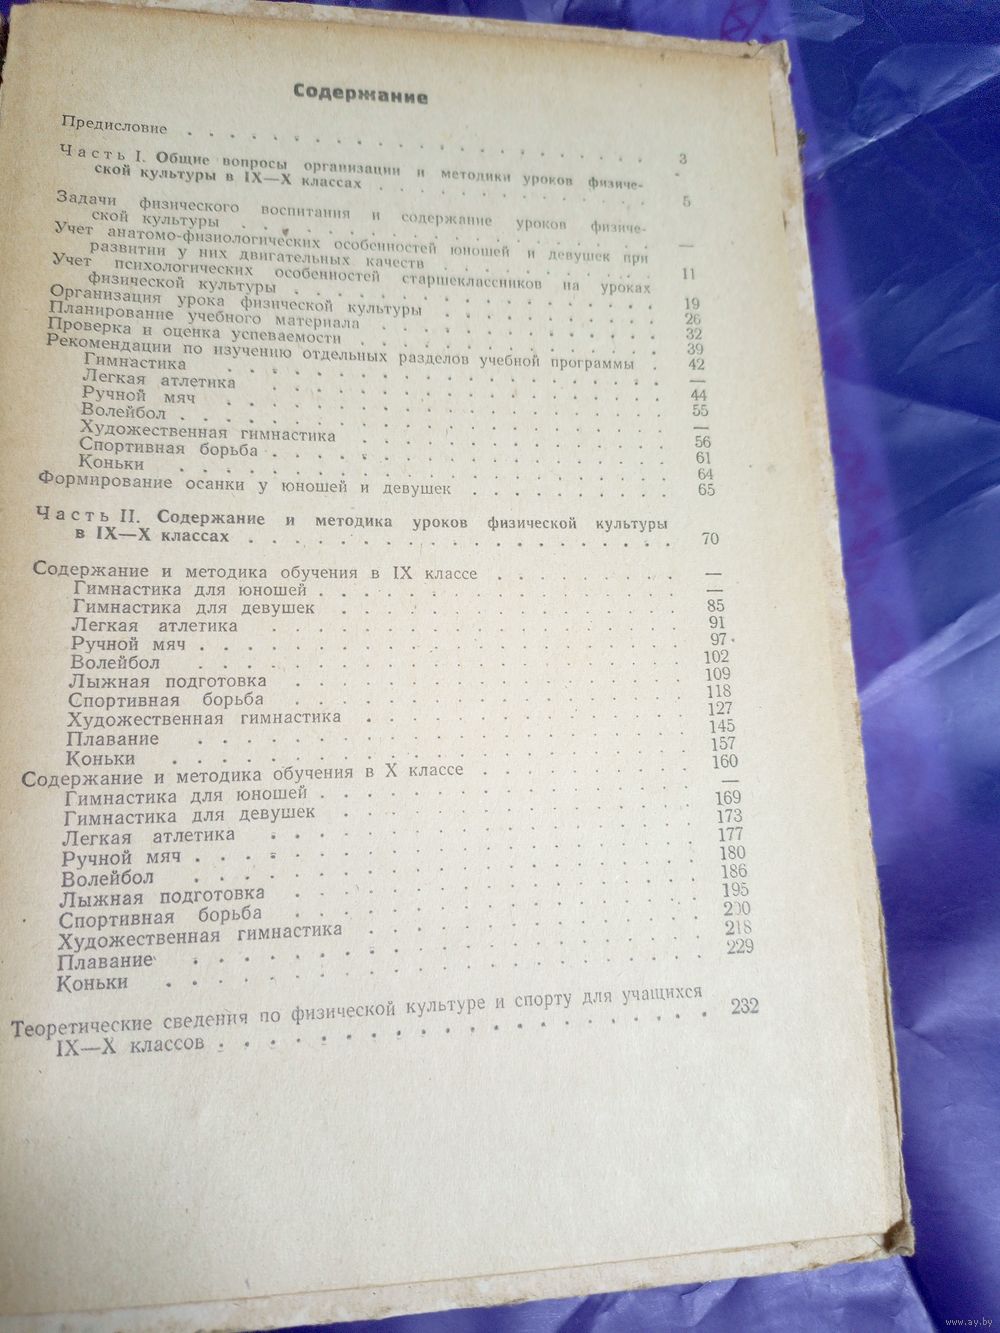 Содержание
Предисловие . . . . . . . . . . . . . . . . 3
Часть I. Общие вопросы организации и методики уроков физиче-
ской культуры в IX—X классах . . . . . . . . . . 5
Задачи физического воспитания и содержание уроков физиче-
ской культуры . . . . . . . . . . . . . . —
Учет анатомо-физиологических особенностей юношей и девушек при
развитии у них двигательных качеств . . . . . . . . 11
Учет психологических особенностей старшеклассников на уроках
физической культуры . . . . . . . . . . . . 19
Организация урока физической культуры . . . . . . . . 26
Планирование учебного материала . . . . . . . . . . 32
Проверка и оценка успеваемости . . . . . . . . . . 39
Рекомендации по изучению отдельных разделов учебной программы . 42
Гимнастика . . . . . . . . . . . . . . —
Легкая атлетика . . . . . . . . . . . . . 44
Ручной мяч . . . . . . . . . . . . . . 55
Волейбол . . . . . . . . . . . . . . . —
Художественная гимнастика . . . . . . . . . . 56
Спортивная борьба . . . . . . . . . . . . 61
Коньки . . . . . . . . . . . . . . . 64
Формирование осанки у юношей и девушек . . . . . . . 65
Часть II. Содержание и методика уроков физической культуры
в IX—X классах . . . . . . . . . . . . . . 70
Содержание и методика обучения в IX классе . . . . . . . —
Гимнастика для юношей . . . . . . . . . . . . —
Гимнастика для девушек . . . . . . . . . . . 85
Легкая атлетика . . . . . . . . . . . . . 91
Ручной мяч . . . . . . . . . . . . . . . 97
Волейбол . . . . . . . . . . . . . . . 102
Лыжная подготовка . . . . . . . . . . . . 109
Спортивная борьба . . . . . . . . . . . . 118
Художественная гимнастика . . . . . . . . . . 127
Плавание . . . . . . . . . . . . . . . 145
Коньки . . . . . . . . . . . . . . . 157
Содержание и методика обучения в X классе . . . . . . . 160
Гимнастика для юношей . . . . . . . . . . . . —
Гимнастика для девушек . . . . . . . . . . . 169
Легкая атлетика . . . . . . . . . . . . . 173
Ручной мяч . . . . . . . . . . . . . . . 177
Волейбол . . . . . . . . . . . . . . . 180
Лыжная подготовка . . . . . . . . . . . . 186
Спортивная борьба . . . . . . . . . . . . 195
Художественная гимнастика . . . . . . . . . . 200
Плавание . . . . . . . . . . . . . . . 218
Коньки . . . . . . . . . . . . . . . 229
Теоретические сведения по физической культуре и спорту для учащихся
IX—X классов . . . . . . . . . . . . . . . 232
www.ay.by